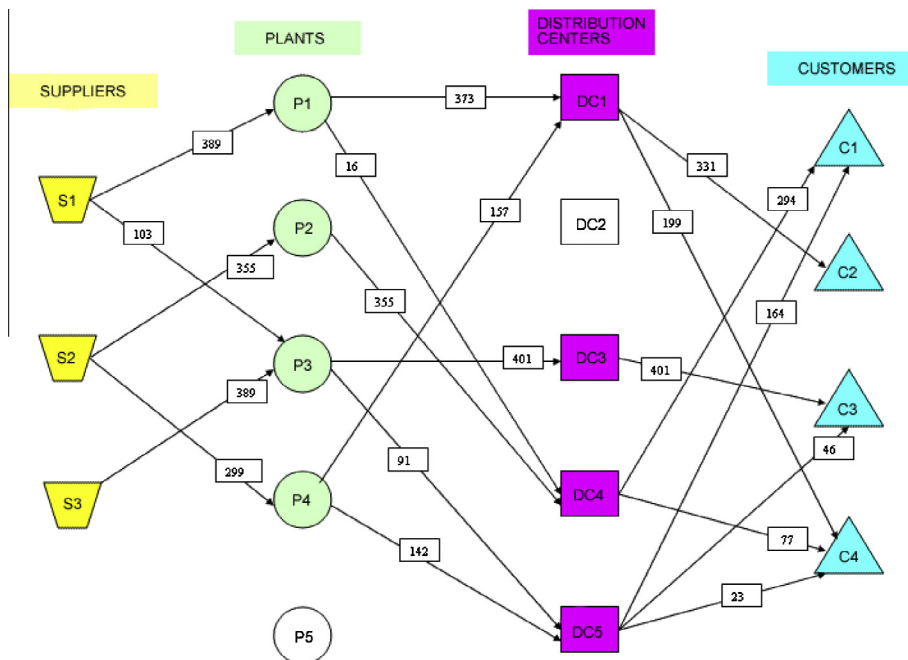 DISTRIBUTION
CENTERS
PLANTS
CUSTOMERS
SUPPLIERS
P1
373
DC1
389
16
331
C1
S1
294
157
199
P2
DC2
103
355
C2
355
164
S2
P3
401
DC3
401
389
C3
91
46
299
S3
P4
DC4
142
77
C4
23
P5
DC5